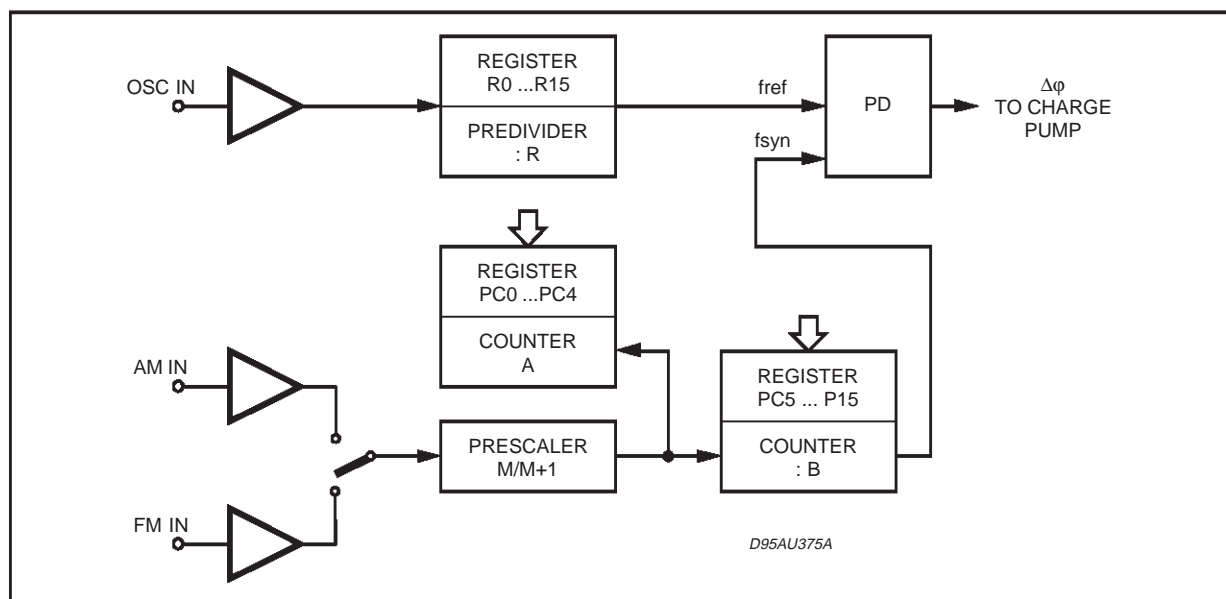 OSC IN
REGISTER
R0 ...R15
PREDIVIDER
: R
fref
fsyn
PD
Δφ
TO CHARGE
PUMP
REGISTER
PC0 ...PC4
COUNTER
A
AM IN
FM IN
PRESCALER
M/M+1
REGISTER
PC5 ... P15
COUNTER
: B
D95AU375A